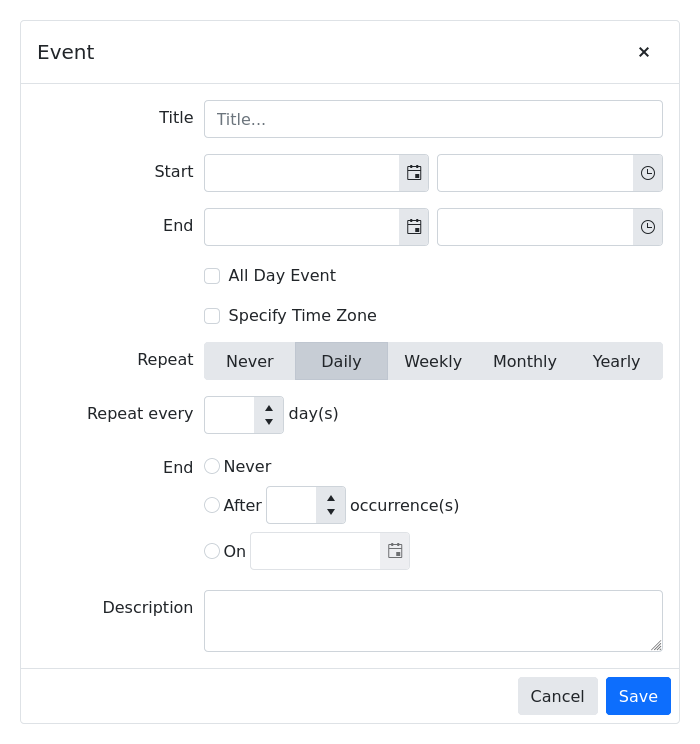 Event
Title
Title...
Start
End
All Day Event
Specify Time Zone
Repeat Never Daily Weekly Monthly Yearly
Repeat every day(s)
End Never
After occurrence(s)
On
Description
Cancel Save